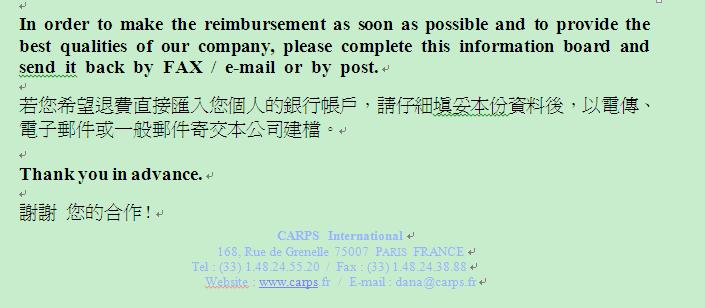 In order to make the reimbursement as soon as possible and to provide the
best qualities of our company, please complete this information board and
send it back by FAX / e-mail or by post.
若您希望退費直接匯入您個人的銀行帳戶，請仔細塡妥本份資料後，以電傳、
電子郵件或一般郵件寄交本公司建檔。
Thank you in advance.
謝謝 您的合作!
CARPS International
168, Rue de Grenelle 75007 PARIS FRANCE
Tel : (33) 1.48.24.55.20 / Fax : (33) 1.48.24.38.88
Website : www.carps.fr / E-mail : dana@carps.fr